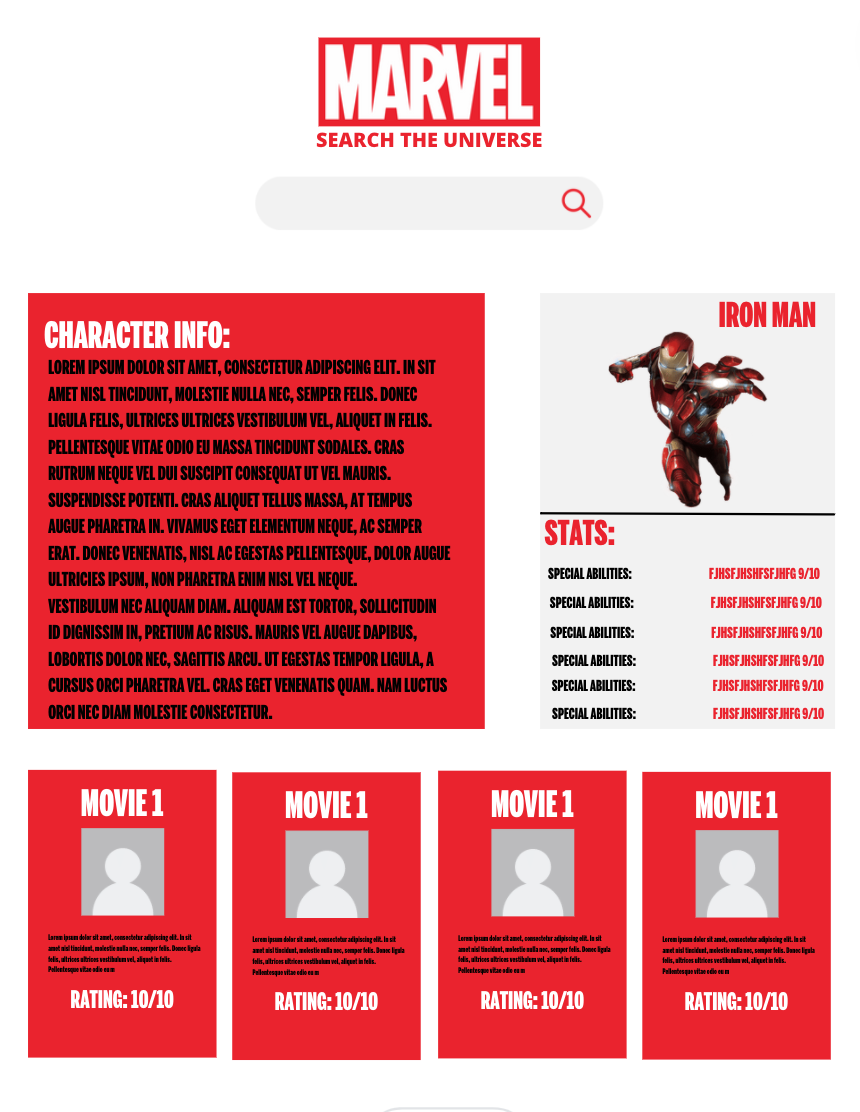 MARVEL
SEARCH THE UNIVERSE
CHARACTER INFO:
LOREM IPSUM DOLOR SIT AMET, CONSECTETUR ADIPISCING ELIT. IN SIT
AMET NISL TINCIDUNT, MOLESTIE NULLA NEC, SEMPER FELIS. DONEC
LIGULA FELIS, ULTRICES ULTRICES VESTIBULUM VEL, ALIQUET IN FELIS.
PELLENTESQUE VITAE ODIO EU MASSA TINCIDUNT SODALES. CRAS
RUTRUM NEQUE VEL DUI SUSCIPIT CONSEQUAT UT VEL MAURIS.
SUSPENDISSE POTENTI. CRAS ALIQUET TELLUS MASSA, AT TEMPUS
AUGUE PHARETRA IN. VIVAMUS EGET ELEMENTUM NEQUE, AC SEMPER
ERAT. DONEC VENENATIS, NISL AC EGESTAS PELLENTESQUE, DOLOR AUGUE
ULTRICIES IPSUM, NON PHARETRA ENIM NISL VEL NEQUE.
VESTIBULUM NEC ALIQUAM DIAM. ALIQUAM EST TORTOR, SOLLICITUDIN
ID DIGNISSIM IN, PRETIUM AC RISUS. MAURIS VEL AUGUE DAPIBUS,
LOBORTIS DOLOR NEC, SAGITTIS ARCU. UT EGESTAS TEMPOR LIGULA, A
CURSUS ORCI PHARETRA VEL. CRAS EGET VENENATIS QUAM. NAM LUCTUS
ORCI NEC DIAM MOLESTIE CONSECTETUR.
IRON MAN
STATS:
SPECIAL ABILITIES: FJHSFJHSHFSFJHFG 9/10
SPECIAL ABILITIES: FJHSFJHSHFSFJHFG 9/10
SPECIAL ABILITIES: FJHSFJHSHFSFJHFG 9/10
SPECIAL ABILITIES: FJHSFJHSHFSFJHFG 9/10
SPECIAL ABILITIES: FJHSFJHSHFSFJHFG 9/10
SPECIAL ABILITIES: FJHSFJHSHFSFJHFG 9/10
MOVIE 1
Lorem ipsum dolor sit amet, consectetur adipiscing elit. In sit
amet nisl tincidunt, molestie nulla nec, semper felis. Donec ligula
felis, ultrices ultrices vestibulum vel, aliquet in felis.
Pellentesque vitae odio eu m
RATING: 10/10
MOVIE 1
Lorem ipsum dolor sit amet, consectetur adipiscing elit. In sit
amet nisl tincidunt, molestie nulla nec, semper felis. Donec ligula
felis, ultrices ultrices vestibulum vel, aliquet in felis.
Pellentesque vitae odio eu m
RATING: 10/10
MOVIE 1
Lorem ipsum dolor sit amet, consectetur adipiscing elit. In sit
amet nisl tincidunt, molestie nulla nec, semper felis. Donec ligula
felis, ultrices ultrices vestibulum vel, aliquet in felis.
Pellentesque vitae odio eu m
RATING: 10/10
MOVIE 1
Lorem ipsum dolor sit amet, consectetur adipiscing elit. In sit
amet nisl tincidunt, molestie nulla nec, semper felis. Donec ligula
felis, ultrices ultrices vestibulum vel, aliquet in felis.
Pellentesque vitae odio eu m
RATING: 10/10